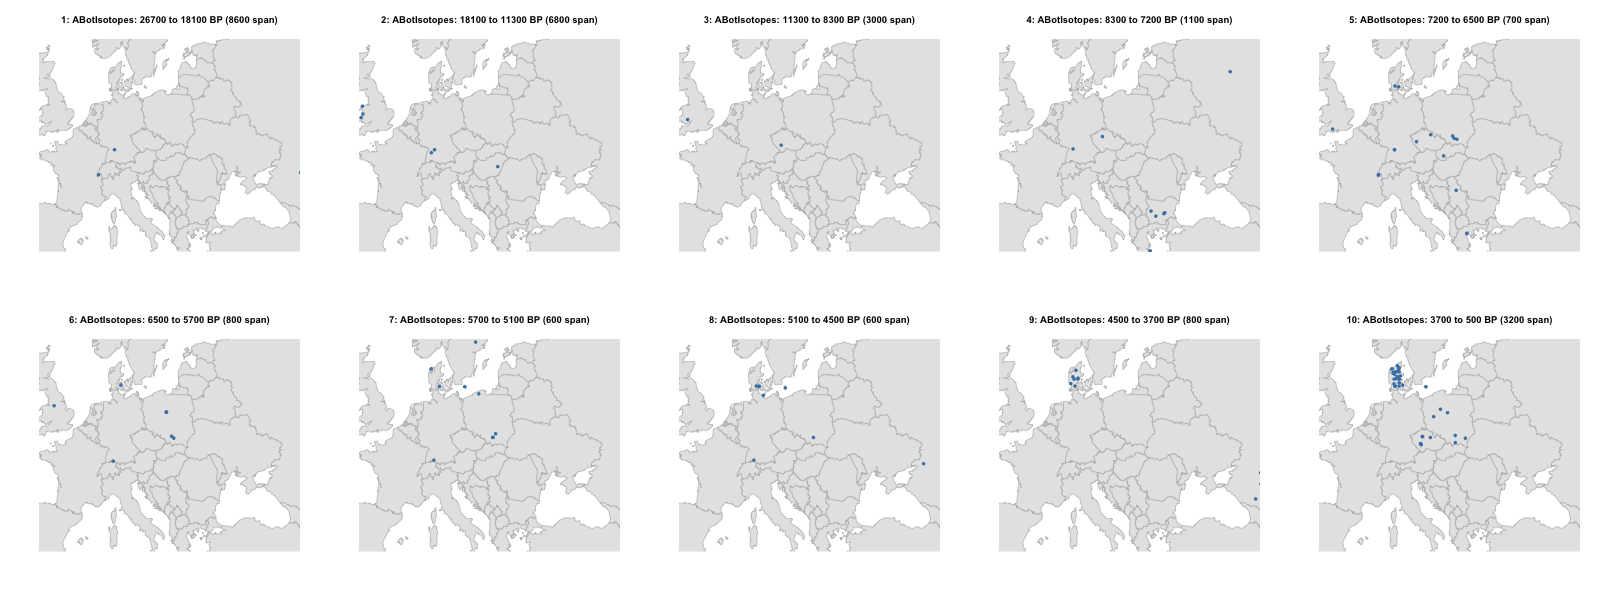 1: ABotIsotopes: 26700 to 18100 BP (8600 span)
2: ABotIsotopes: 18100 to 11300 BP (6800 span)
3: ABotIsotopes: 11300 to 8300 BP (3000 span)
4: ABotIsotopes: 8300 to 7200 BP (1100 span)
5: ABotIsotopes: 7200 to 6500 BP (700 span)
6: ABotIsotopes: 6500 to 5700 BP (800 span)
7: ABotIsotopes: 5700 to 5100 BP (600 span)
8: ABotIsotopes: 5100 to 4500 BP (600 span)
9: ABotIsotopes: 4500 to 3700 BP (800 span)
10: ABotIsotopes: 3700 to 500 BP (3200 span)